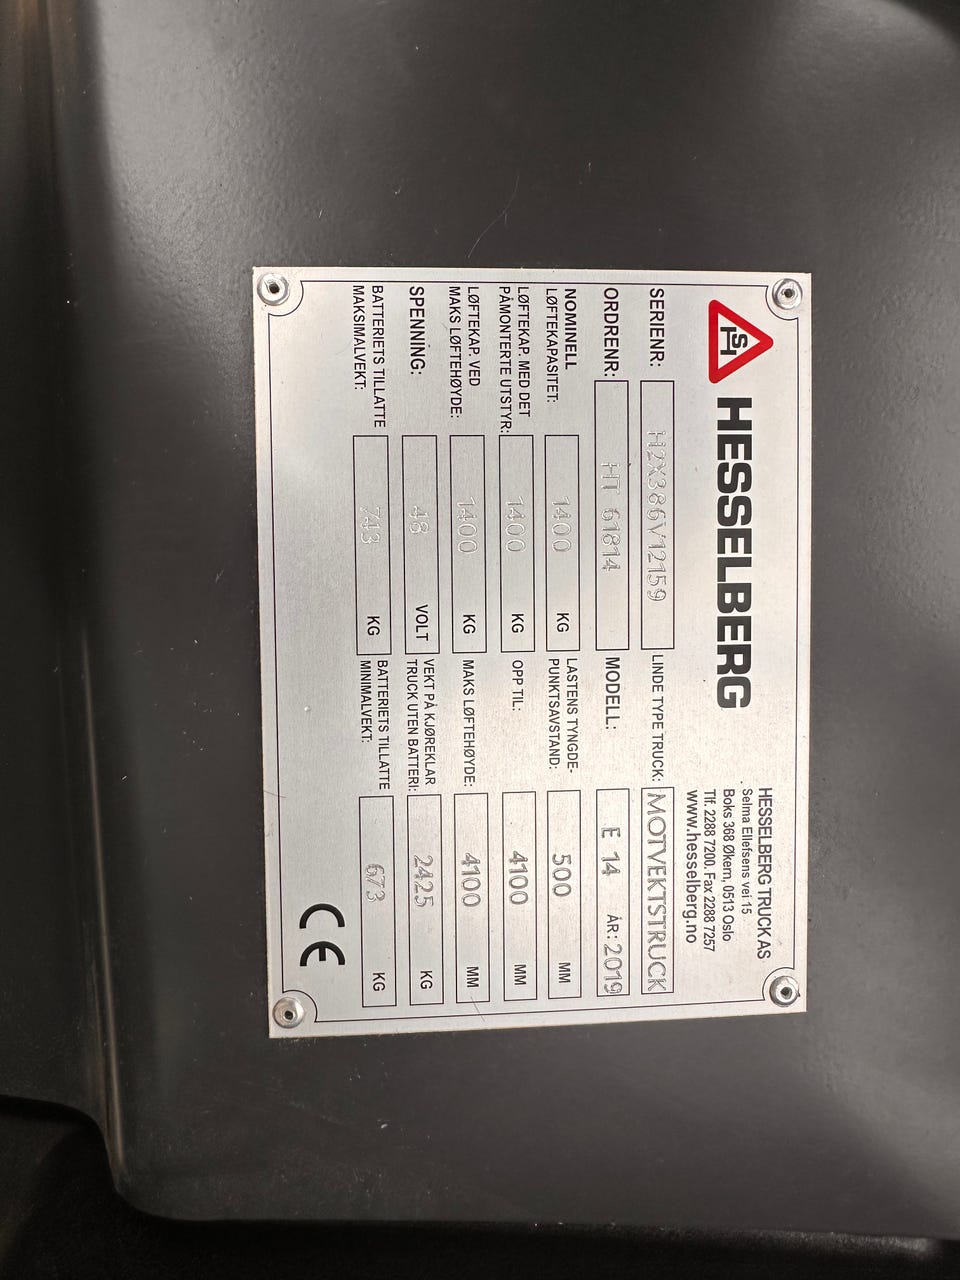 HSH HESSELBERG
HESSELBERG TRUCK AS
Selma Ellefsens vei 15
Boks 368 Økern, 0513 Oslo
Tlf. 2288 7200. Fax 2288 7257
www.hesselberg.no
SERIENR: H2X386V12159 LINDE TYPE TRUCK: MOTVEKTSTRUCK
ORDRENR: HT 61814 MODELL: E 14 ÅR: 2019
NOMINELL
LØFTEKAPASITET: 1400 KG
LASTENS TYNGDE-
PUNKTSAVSTAND: 500 MM
LØFTEKAP. MED DET
PÅMONTERTE UTSTYR: 1400 KG OPP TIL: 4100 MM
LØFTEKAP. VED
MAKS LØFTEHØYDE: 1400 KG MAKS LØFTEHØYDE: 4100 MM
SPENNING: 48 VOLT
VEKT PÅ KJØREKLAR
TRUCK UTEN BATTERI: 2425 KG
BATTERIETS TILLATTE
MAKSIMALVEKT: 743 KG
BATTERIETS TILLATTE
MINIMALVEKT: 673 KG
CE